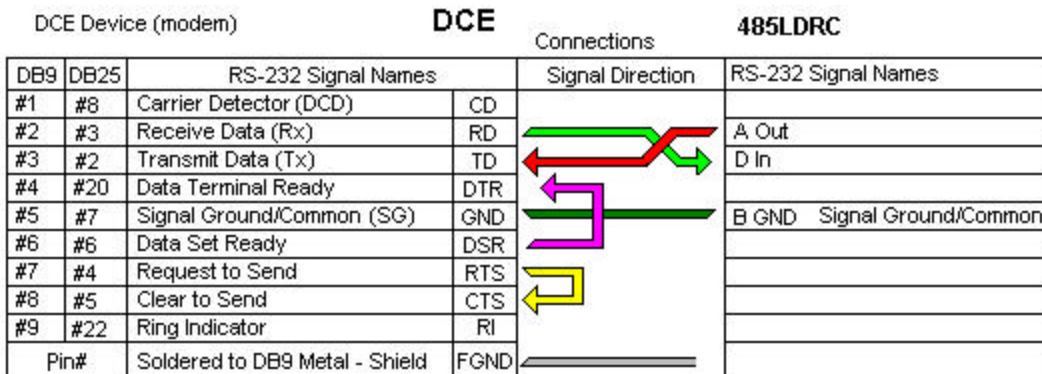 DCE Device (modem) DCE Connections 485LDRC
DB9 DB25 RS-232 Signal Names Signal Direction RS-232 Signal Names
#1 #8 Carrier Detector (DCD) CD
#2 #3 Receive Data (Rx) RD A Out
#3 #2 Transmit Data (Tx) TD D In
#4 #20 Data Terminal Ready DTR
#5 #7 Signal Ground/Common (SG) GND B GND Signal Ground/Common
#6 #6 Data Set Ready DSR
#7 #4 Request to Send RTS
#8 #5 Clear to Send CTS
#9 #22 Ring Indicator RI
Pin# Soldered to DB9 Metal - Shield FGND